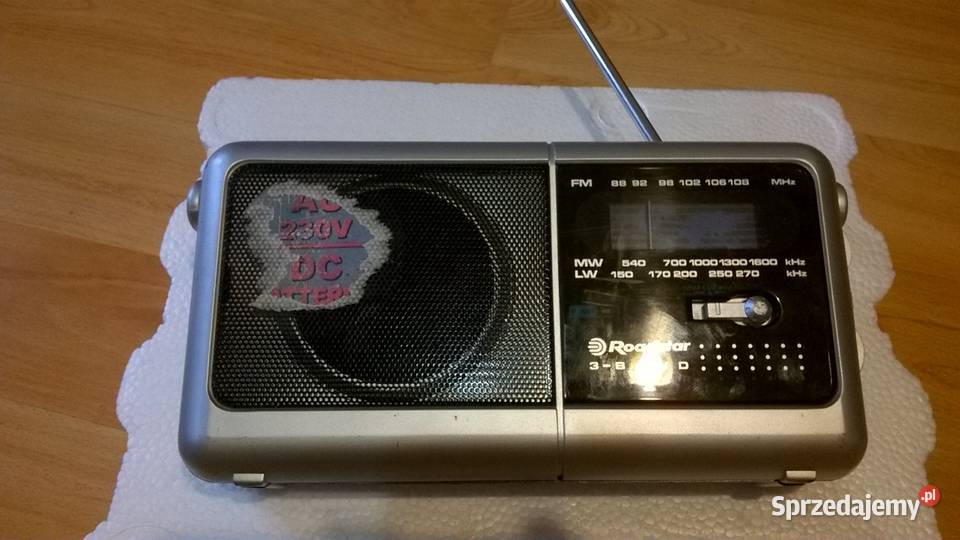 AC
230V
DC
FM 88 92 98 102 106 108 MHz
MW 540 700 1000 1300 1600 kHz
LW 150 170 200 250 270 kHz
Roadstar
Sprzedajemy.pl